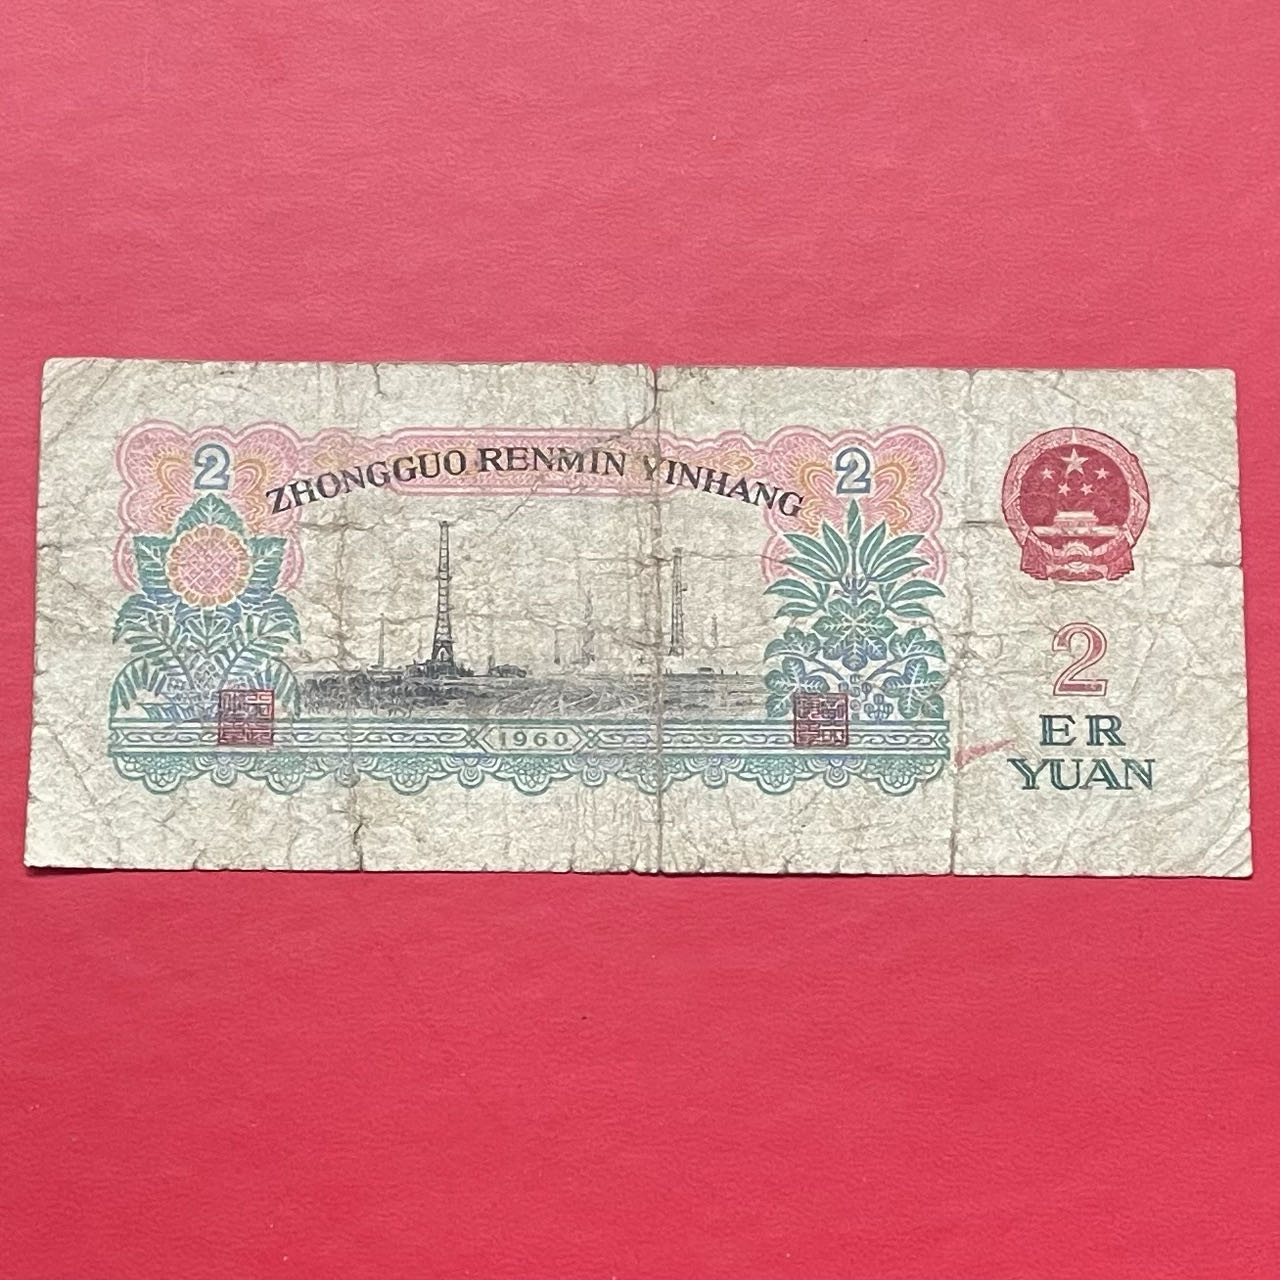 2
ZHONGGUO RENMIN YINHANG
2
1960
2
ER
YUAN